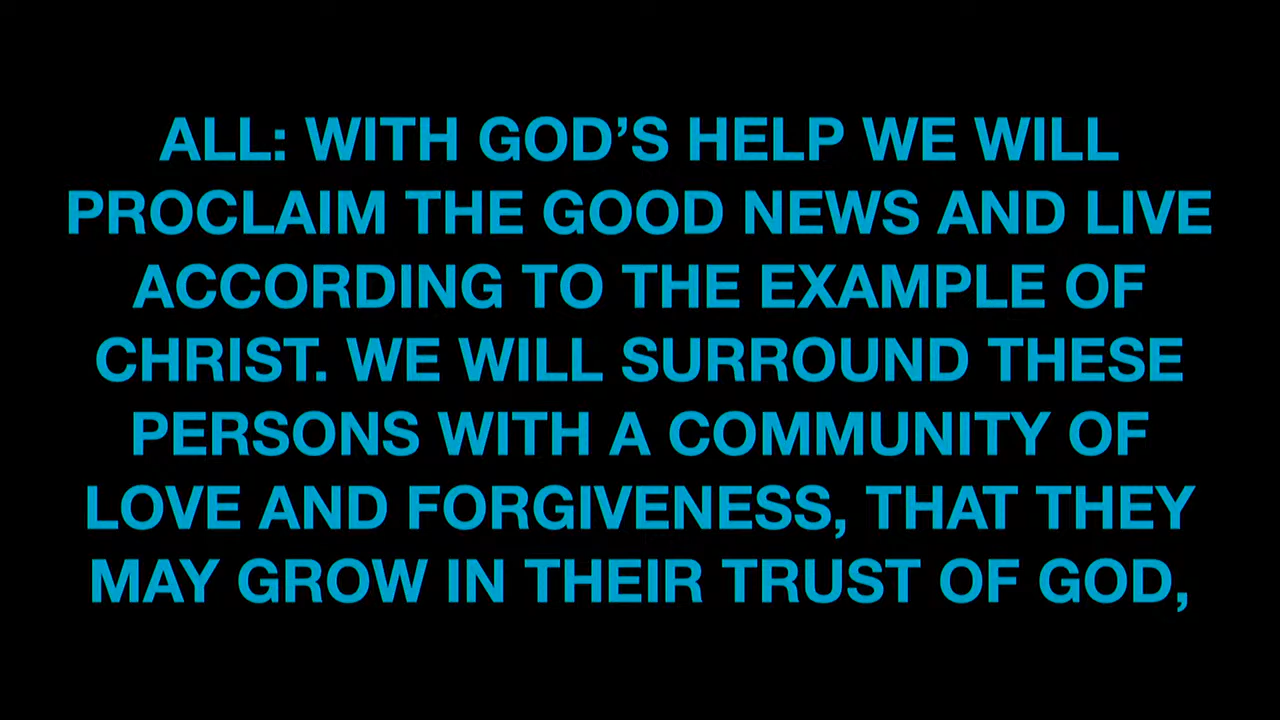 ALL: WITH GOD’S HELP WE WILL
PROCLAIM THE GOOD NEWS AND LIVE
ACCORDING TO THE EXAMPLE OF
CHRIST. WE WILL SURROUND THESE
PERSONS WITH A COMMUNITY OF
LOVE AND FORGIVENESS, THAT THEY
MAY GROW IN THEIR TRUST OF GOD,